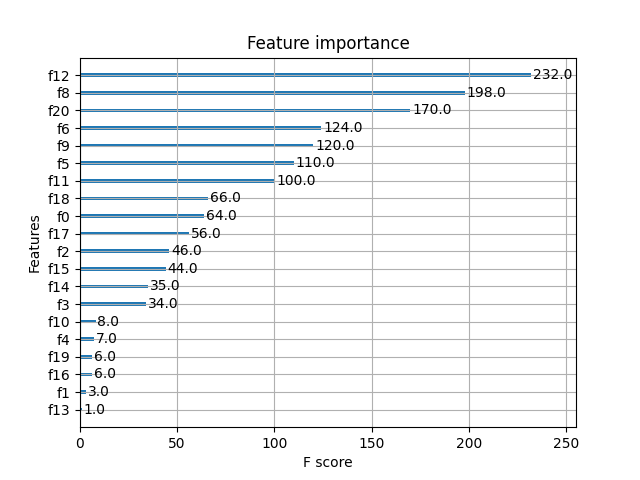 Feature importance
f12 232.0
f8 198.0
f20 170.0
f6 124.0
f9 120.0
f5 110.0
f11 100.0
f18 66.0
f0 64.0
f17 56.0
f2 46.0
f15 44.0
f14 35.0
f3 34.0
f10 8.0
f4 7.0
f19 6.0
f16 6.0
f1 3.0
f13 1.0
Features
0 50 100 150 200 250
F score